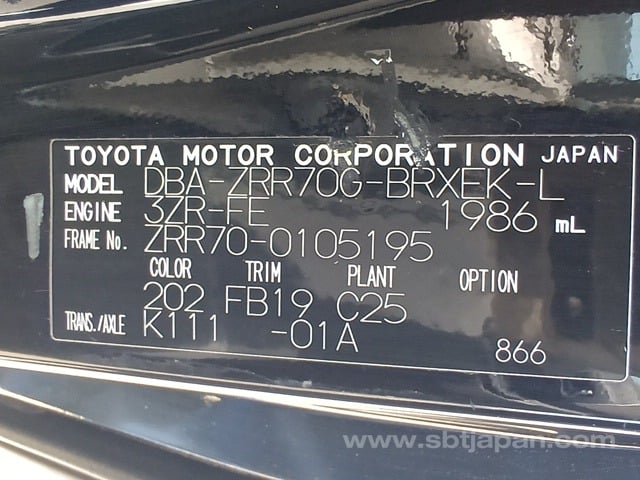 TOYOTA MOTOR CORPORATION JAPAN
MODEL DBA-ZRR70G-BRXEK-L
ENGINE 3ZR-FE 1986 mL
FRAME No. ZRR70-0105195
COLOR TRIM PLANT OPTION
202 FB19 C25
TRANS./AXLE K111 -01A
866
www.sbtjapan.com